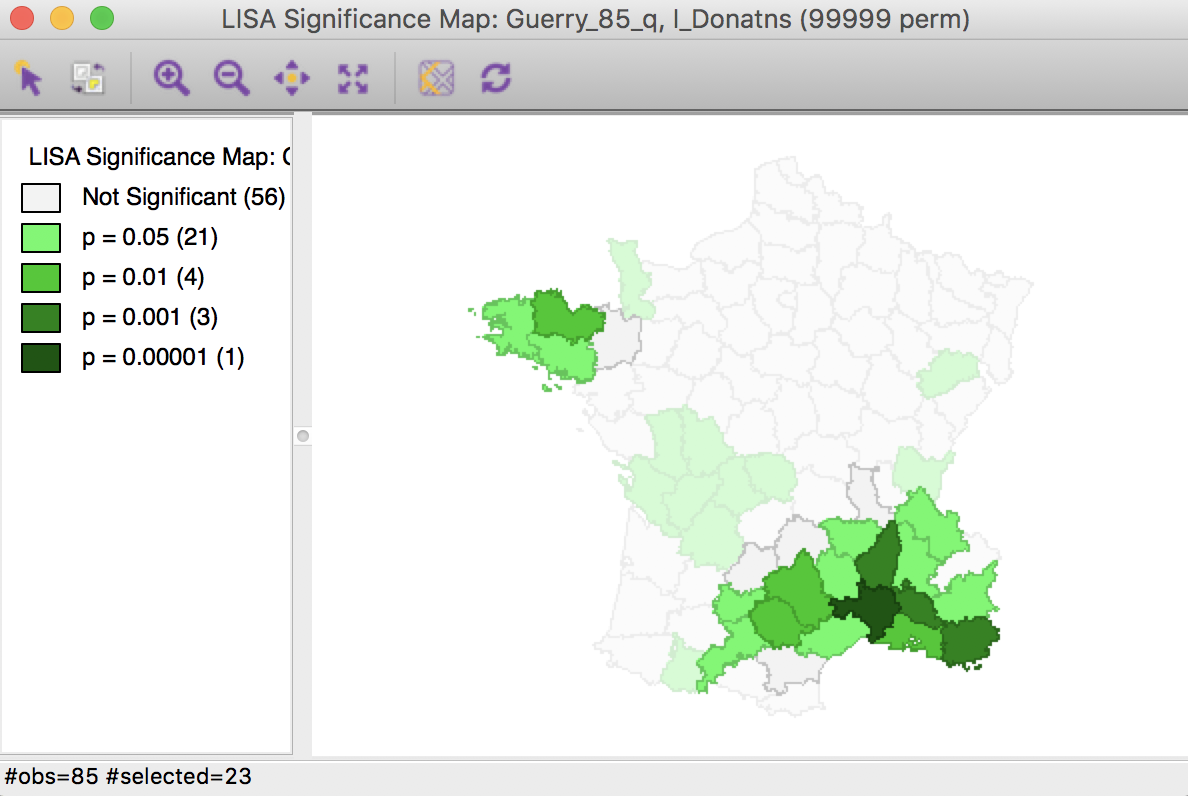 LISA Significance Map: Guerry_85_q, I_Donatns (99999 perm)
LISA Significance Map:
Not Significant (56)
p = 0.05 (21)
p = 0.01 (4)
p = 0.001 (3)
p = 0.00001 (1)
#obs=85 #selected=23